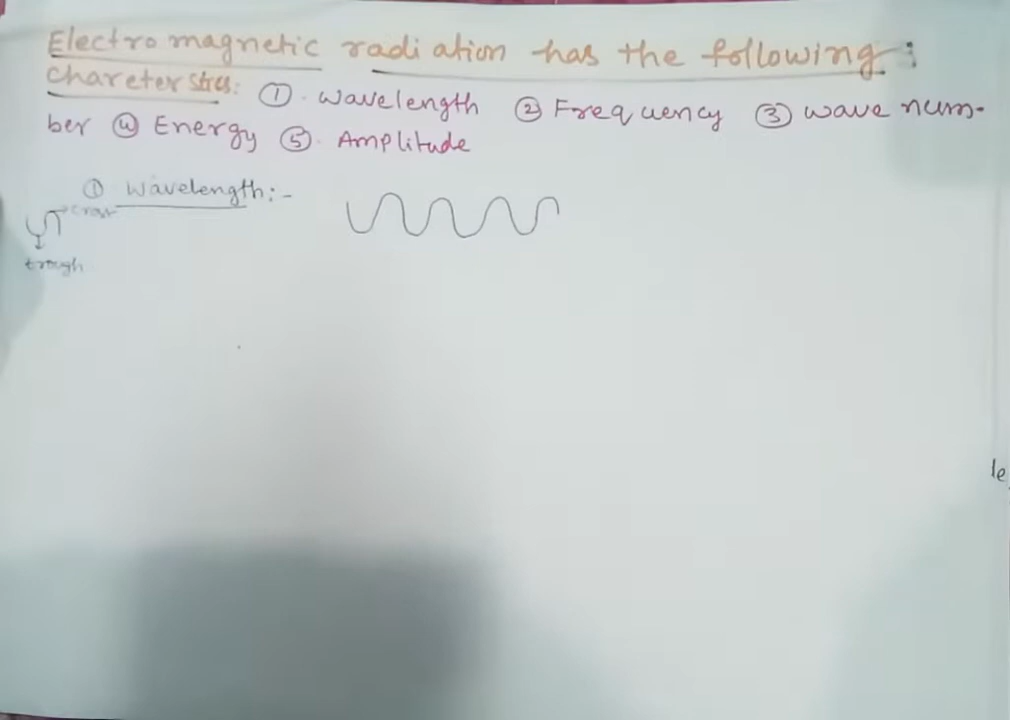 Electro magnetic radiation has the following:
chareterstics: ① wavelength ② Frequency ③ wave num-
ber ④ Energy ⑤ Amplitude
① wavelength:-
crest
trough
le